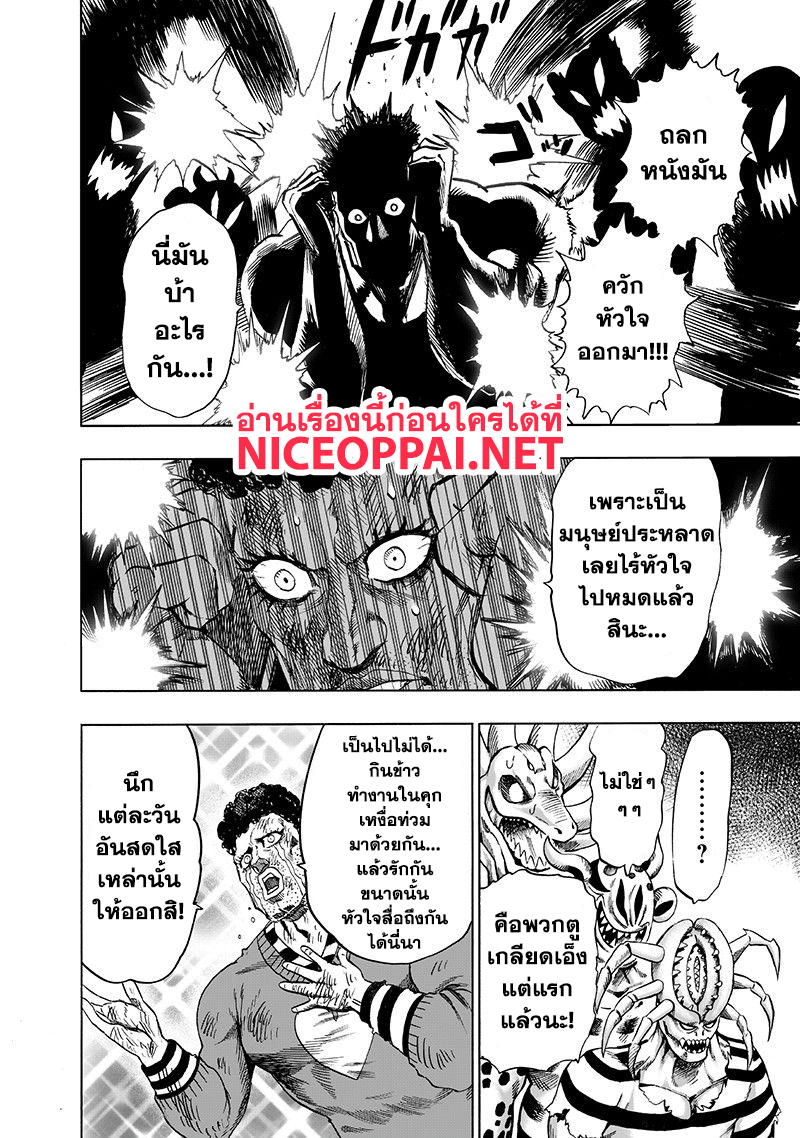 ドガガ
ゴ
ถลก
หนังมัน
ควัก
หัวใจ
ออกมา!!!
นี่มัน
บ้า
อะไร
กัน...!
อ่านเรื่องนี้ก่อนใครได้ที่
NICEOPPAI.NET
เพราะเป็น
มนุษย์ประหลาด
เลยไร้หัวใจ
ไปหมดแล้ว
สินะ...
.........?
ไม่ใช่ๆ
ๆๆ
คือพวกตู
เกลียดเอ็ง
แต่แรก
แล้วนะ!
เป็นไปไม่ได้...
กินข้าว
ทำงานในคุก
เหงื่อท่วม
มาด้วยกัน...
แล้วรักกัน
ขนาดนั้น
หัวใจสื่อถึงกัน
ได้นี่นา
นึก
แต่ละวัน
อันสดใส
เหล่านั้น
ให้ออกสิ!